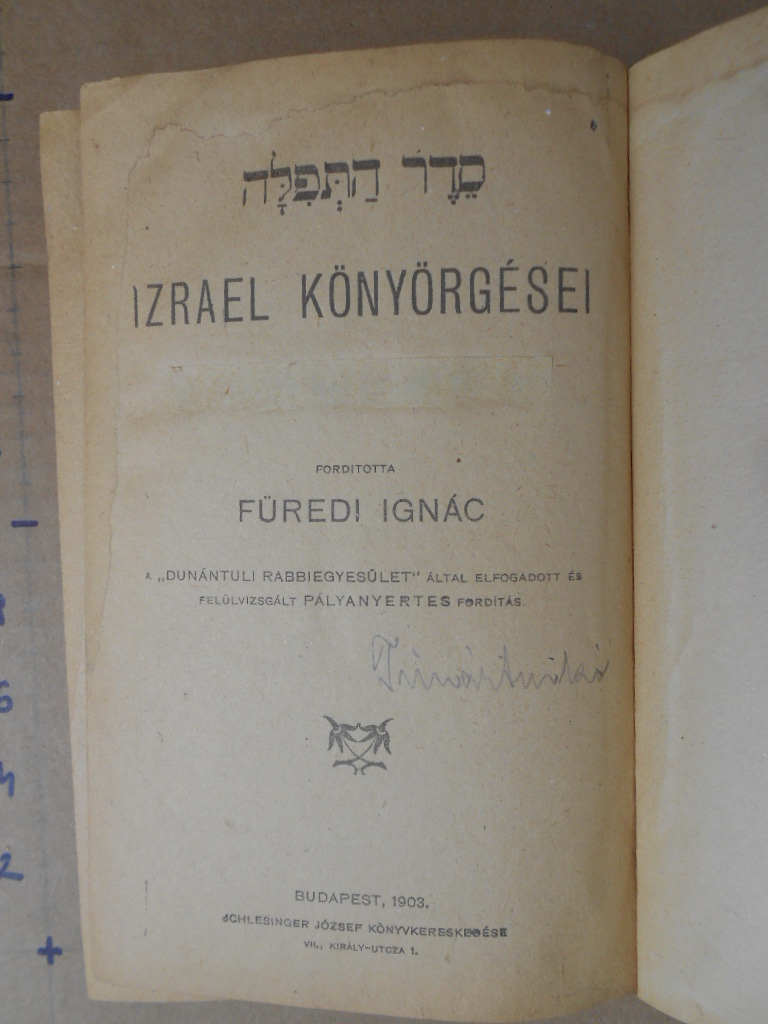 סֵדֶר הַתְּפִלָּה
IZRAEL KÖNYÖRGÉSEI
FORDITOTTA
FÜREDI IGNÁC
A „DUNÁNTULI RABBIEGYESÜLET" ÁLTAL ELFOGADOTT ÉS
FELÜLVIZSGÁLT PÁLYANYERTES FORDÍTÁS.
BUDAPEST, 1903.
SCHLESINGER JÓZSEF KÖNYVKERESKEDÉSE
VII., KIRÁLY-UTCZA 1.